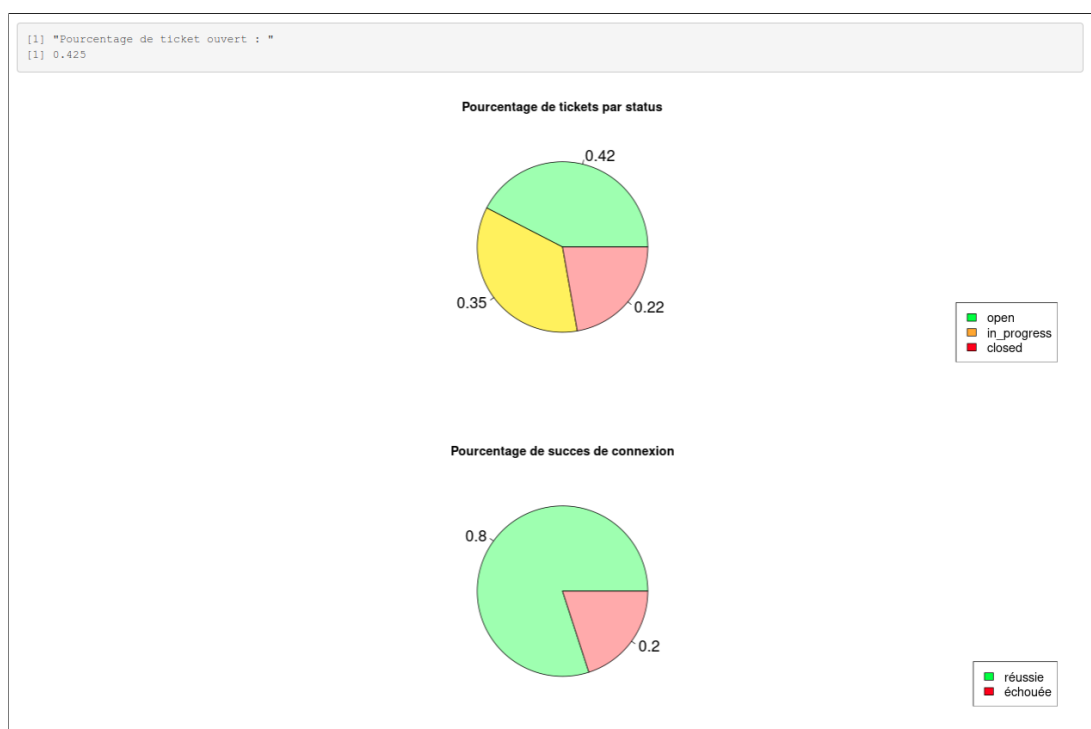 [1] "Pourcentage de ticket ouvert : "
[1] 0.425
Pourcentage de tickets par status
0.42
0.35
0.22
open
in_progress
closed
Pourcentage de succes de connexion
0.8
0.2
réussie
échouée